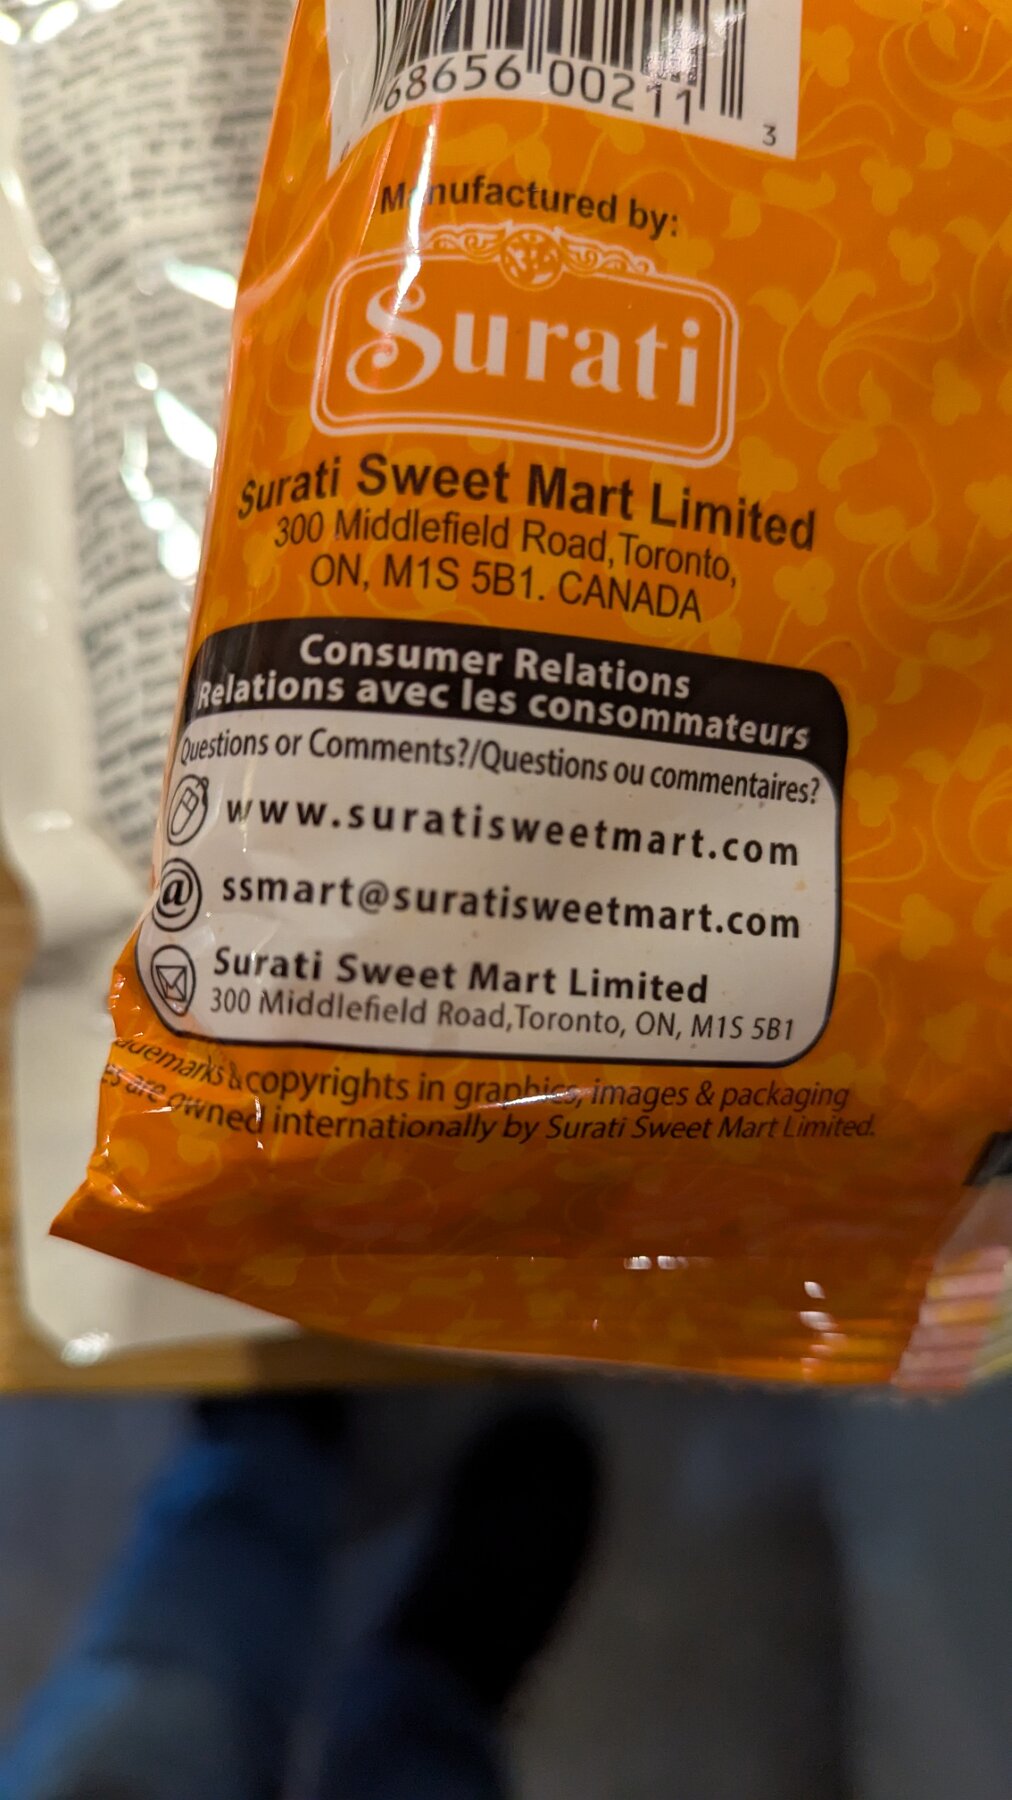 68656 00211 3
Manufactured by:
Surati
Surati Sweet Mart Limited
300 Middlefield Road, Toronto,
ON, M1S 5B1. CANADA
Consumer Relations
Relations avec les consommateurs
Questions or Comments?/Questions ou commentaires?
www.suratisweetmart.com
@ ssmart@suratisweetmart.com
Surati Sweet Mart Limited
300 Middlefield Road, Toronto, ON, M1S 5B1
& copyrights in graphics, images & packaging
are owned internationally by Surati Sweet Mart Limited.